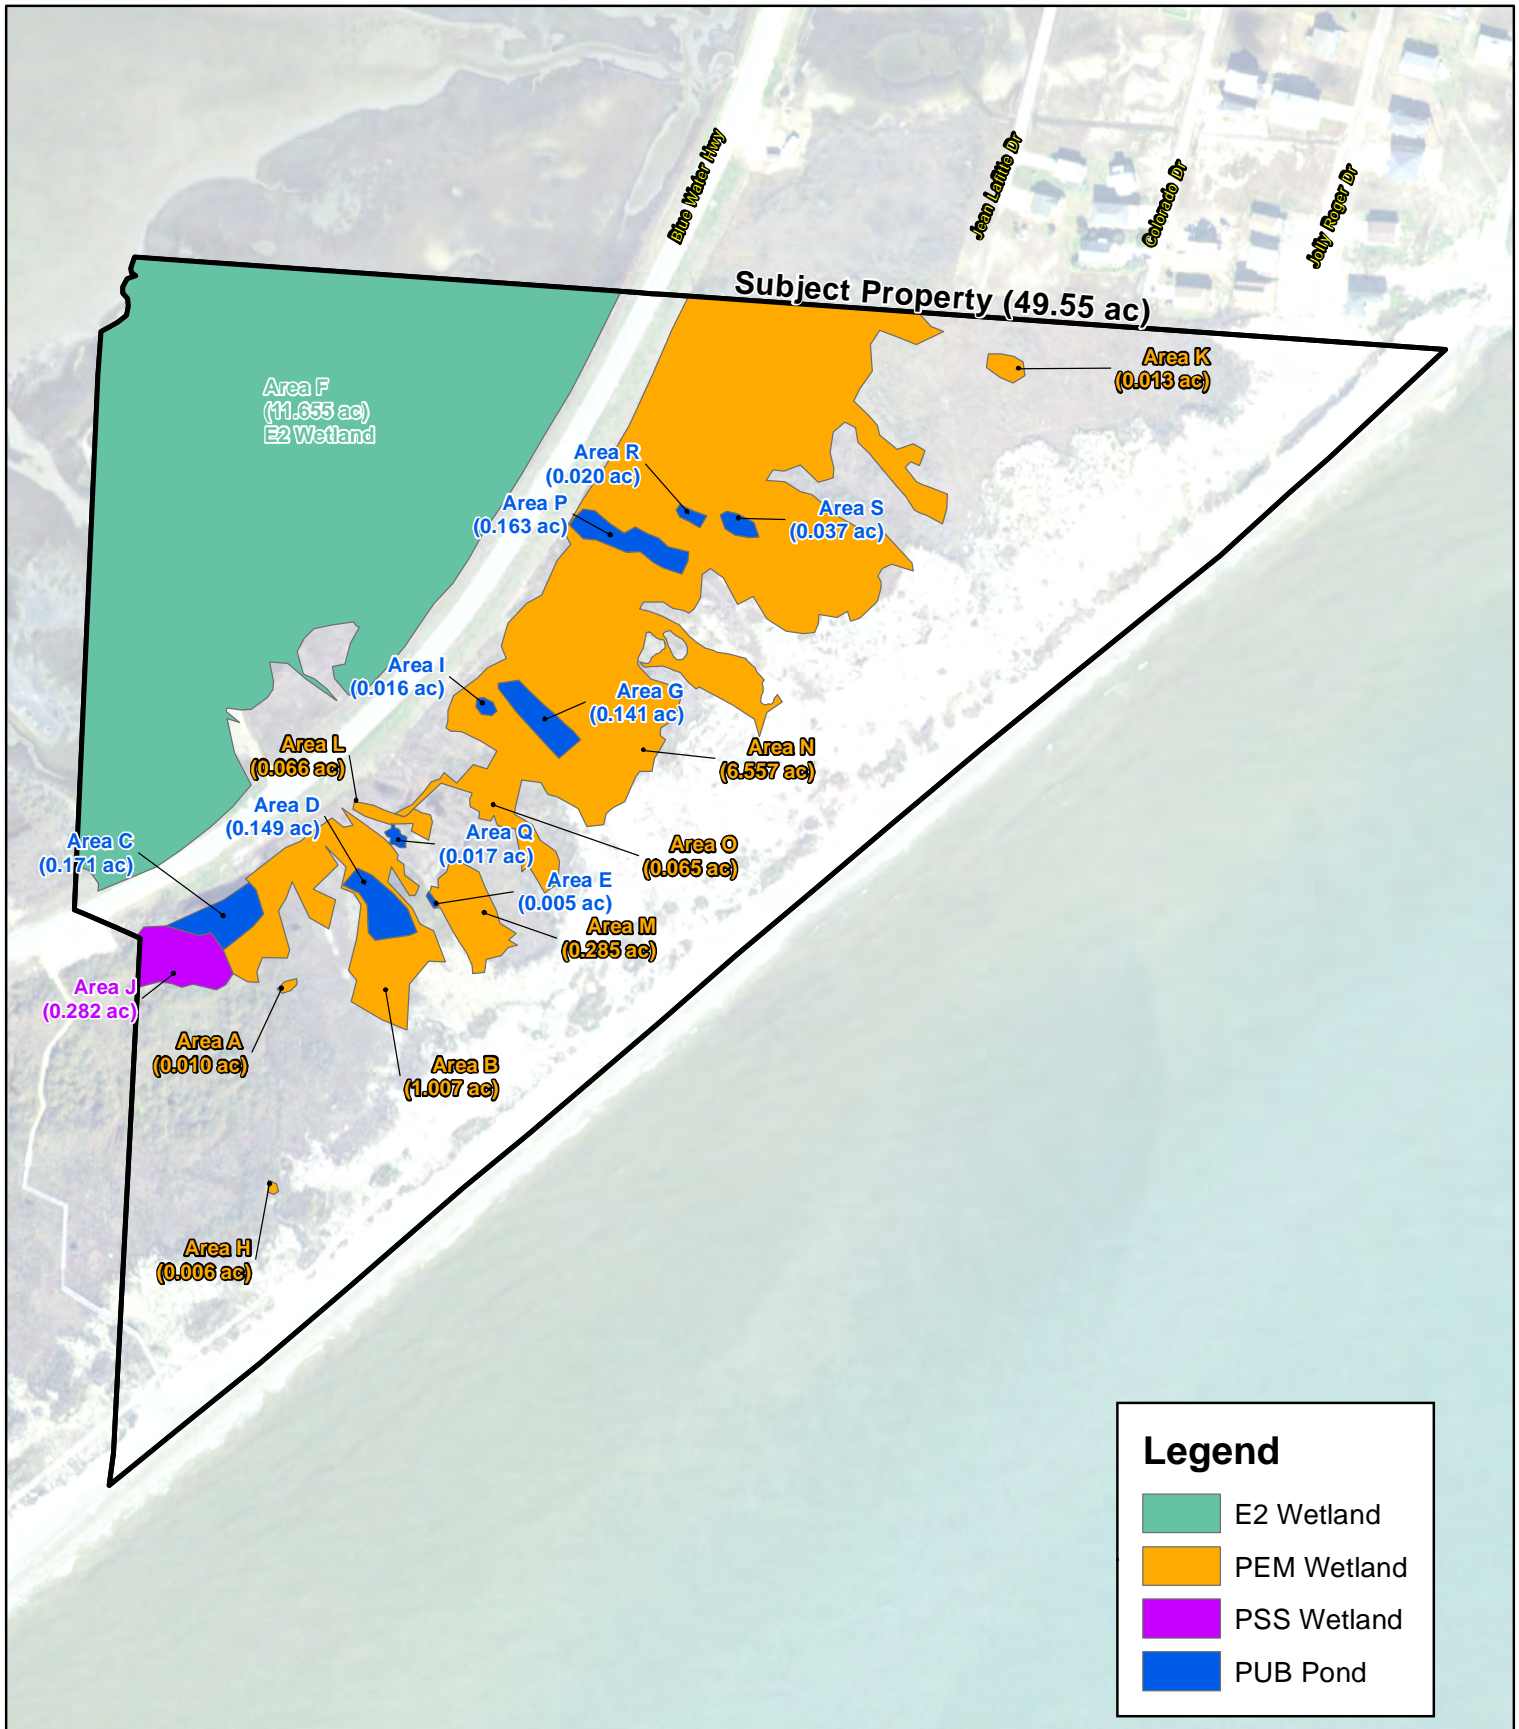 Blue Water Hwy
Jean Lafitte Dr
Colorado Dr
Jolly Roger Dr
Subject Property (49.55 ac)
Area K
(0.013 ac)
Area F
(11.655 ac)
E2 Wetland
Area R
(0.020 ac)
Area P
(0.163 ac)
Area S
(0.037 ac)
Area I
(0.016 ac)
Area G
(0.141 ac)
Area L
(0.066 ac)
Area N
(6.557 ac)
Area D
(0.149 ac)
Area C
(0.171 ac)
Area Q
(0.017 ac)
Area O
(0.065 ac)
Area E
(0.005 ac)
Area M
(0.285 ac)
Area J
(0.282 ac)
Area A
(0.010 ac)
Area B
(1.007 ac)
Area H
(0.006 ac)
Legend
E2 Wetland
PEM Wetland
PSS Wetland
PUB Pond